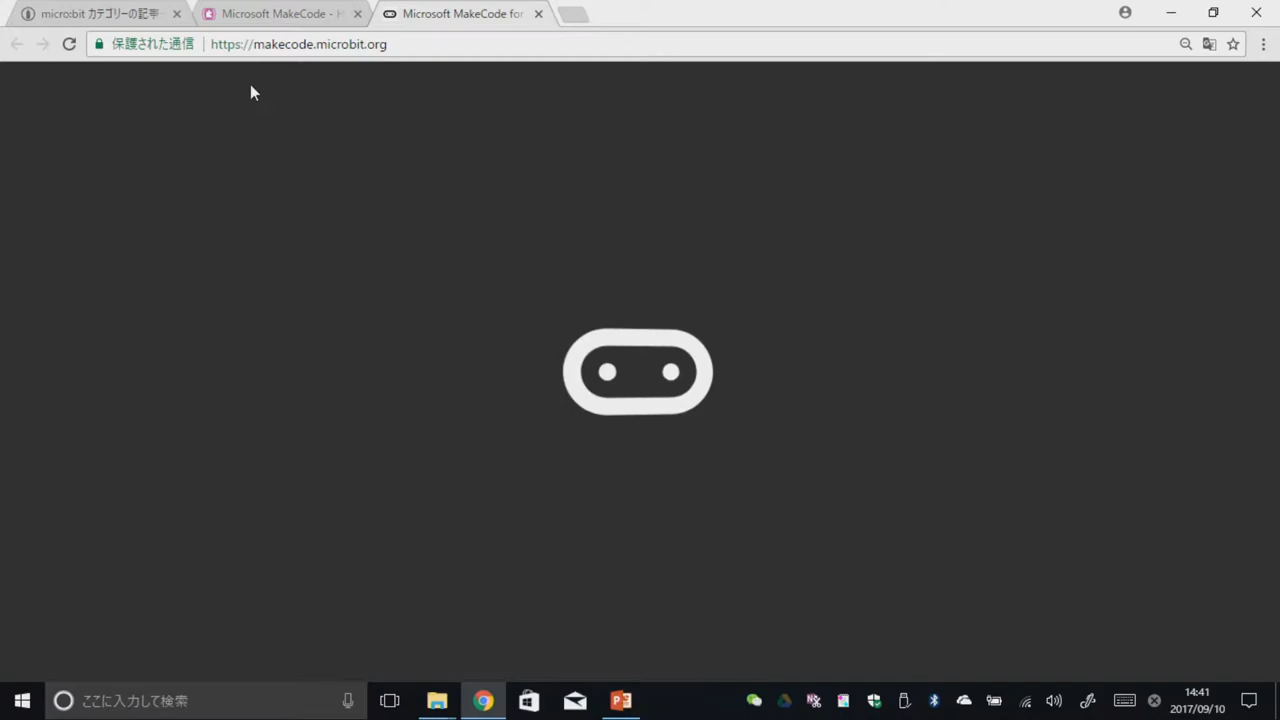 micro:bit カテゴリーの記事
Microsoft MakeCode - H
Microsoft MakeCode for
保護された通信
https://makecode.microbit.org
ここに入力して検索
14:41
2017/09/10